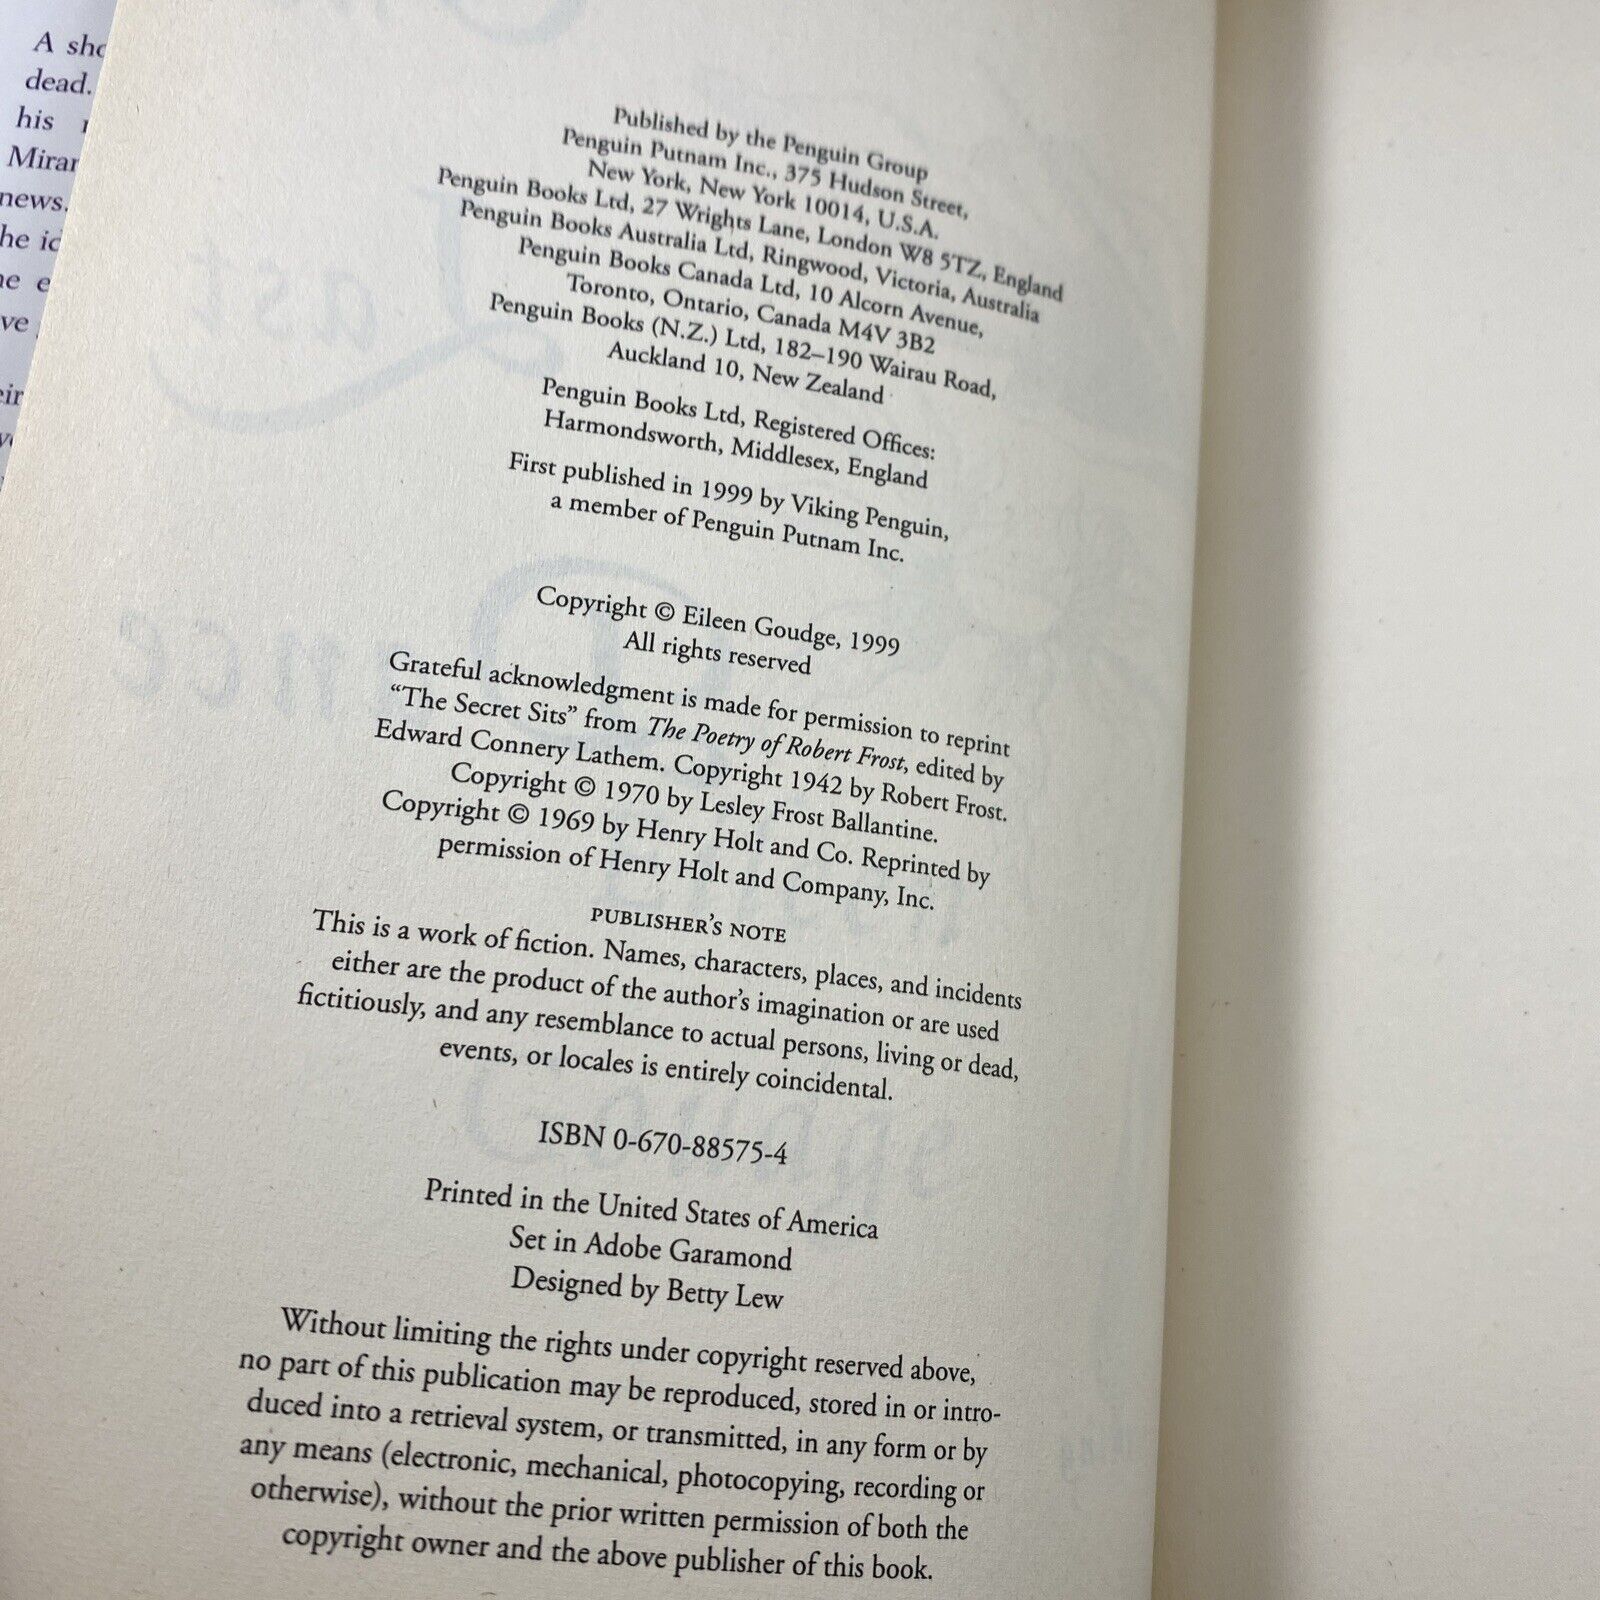 A sho
dead.
his
Miran
news.
he id
ve
eir
Published by the Penguin Group
Penguin Putnam Inc., 375 Hudson Street,
New York, New York 10014, U.S.A.
Penguin Books Ltd, 27 Wrights Lane, London W8 5TZ, England
Penguin Books Australia Ltd, Ringwood, Victoria, Australia
Penguin Books Canada Ltd, 10 Alcorn Avenue,
Toronto, Ontario, Canada M4V 3B2
Penguin Books (N.Z.) Ltd, 182–190 Wairau Road,
Auckland 10, New Zealand
Penguin Books Ltd, Registered Offices:
Harmondsworth, Middlesex, England
First published in 1999 by Viking Penguin,
a member of Penguin Putnam Inc.
Copyright © Eileen Goudge, 1999
All rights reserved
Grateful acknowledgment is made for permission to reprint
“The Secret Sits” from The Poetry of Robert Frost, edited by
Edward Connery Lathem. Copyright 1942 by Robert Frost.
Copyright © 1970 by Lesley Frost Ballantine.
Copyright © 1969 by Henry Holt and Co. Reprinted by
permission of Henry Holt and Company, Inc.
PUBLISHER’S NOTE
This is a work of fiction. Names, characters, places, and incidents
either are the product of the author’s imagination or are used
fictitiously, and any resemblance to actual persons, living or dead,
events, or locales is entirely coincidental.
ISBN 0-670-88575-4
Printed in the United States of America
Set in Adobe Garamond
Designed by Betty Lew
Without limiting the rights under copyright reserved above,
no part of this publication may be reproduced, stored in or intro-
duced into a retrieval system, or transmitted, in any form or by
any means (electronic, mechanical, photocopying, recording or
otherwise), without the prior written permission of both the
copyright owner and the above publisher of this book.